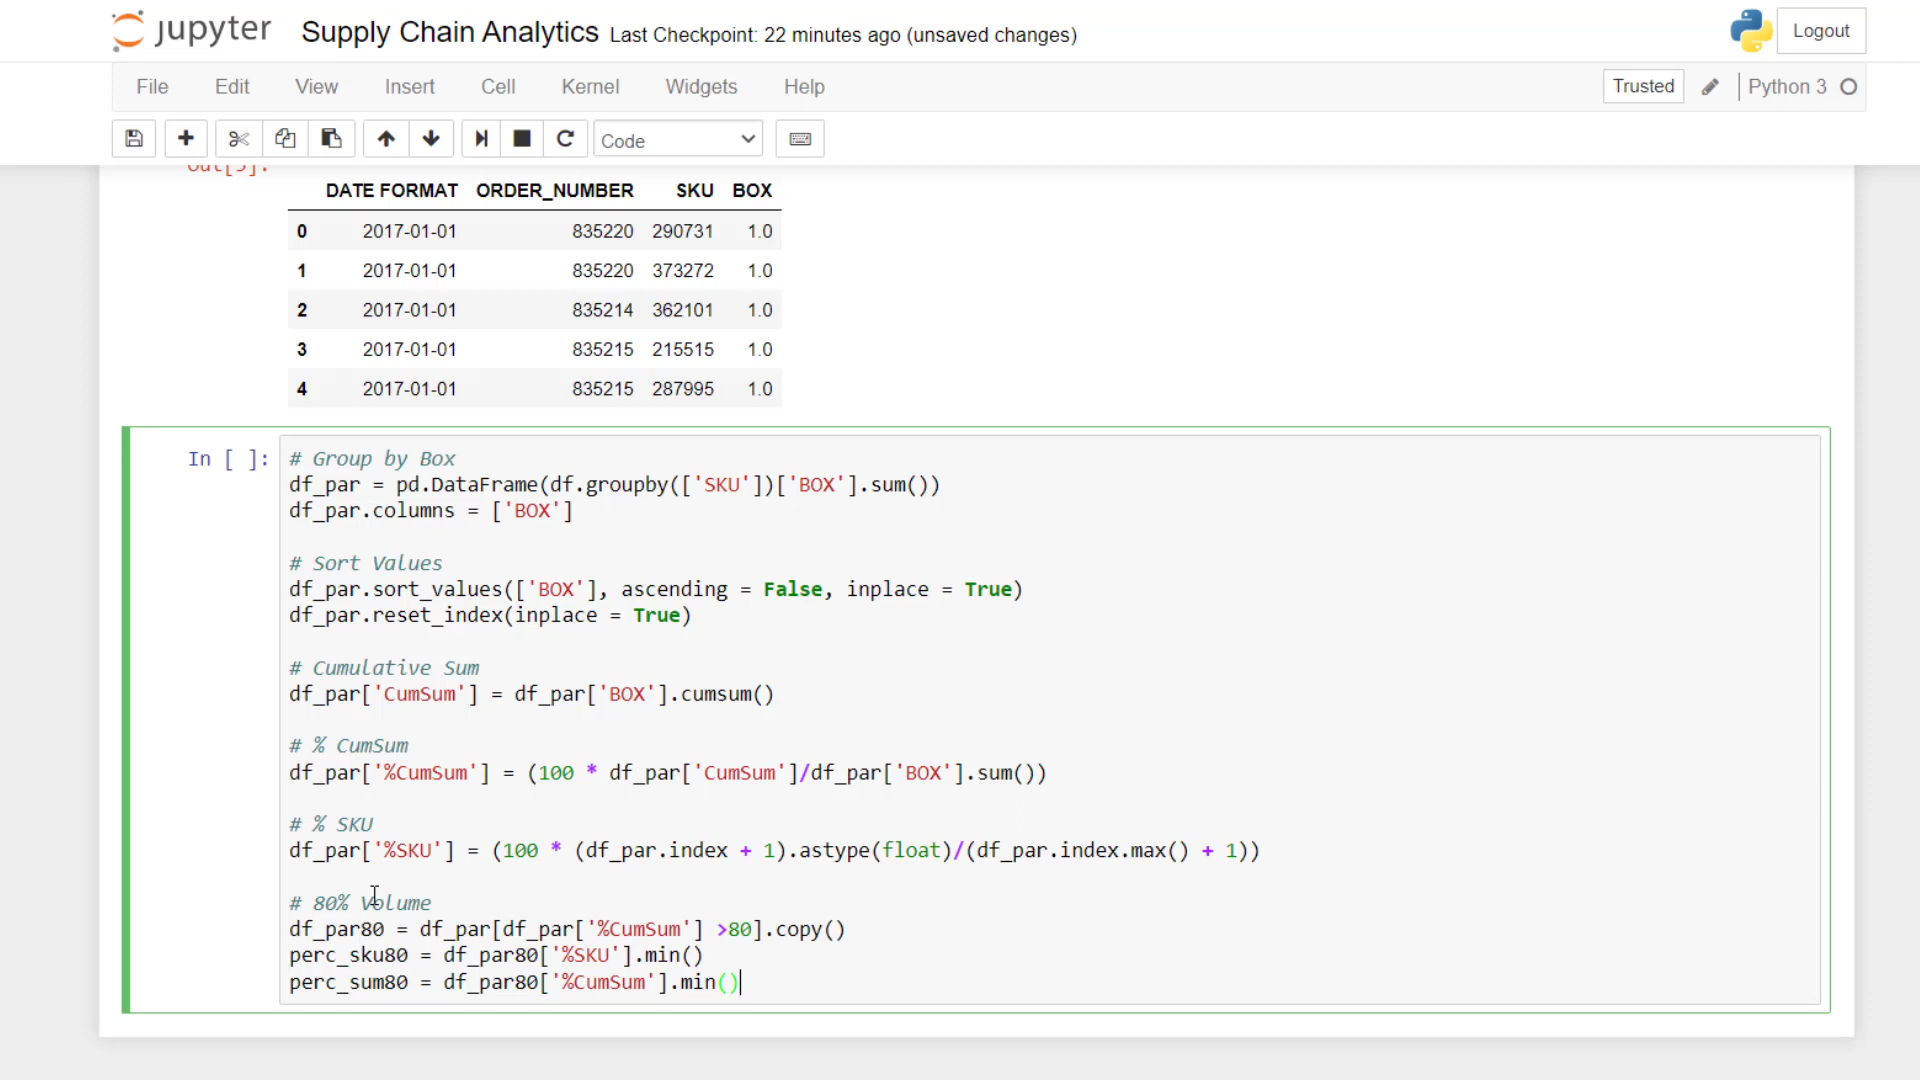 jupyter Supply Chain Analytics Last Checkpoint: 22 minutes ago (unsaved changes) Logout
File Edit View Insert Cell Kernel Widgets Help Trusted Python 3
Code
Out[5]:
DATE FORMAT ORDER_NUMBER SKU BOX
0 2017-01-01 835220 290731 1.0
1 2017-01-01 835220 373272 1.0
2 2017-01-01 835214 362101 1.0
3 2017-01-01 835215 215515 1.0
4 2017-01-01 835215 287995 1.0
In [ ]: # Group by Box
df_par = pd.DataFrame(df.groupby(['SKU'])['BOX'].sum())
df_par.columns = ['BOX']
# Sort Values
df_par.sort_values(['BOX'], ascending = False, inplace = True)
df_par.reset_index(inplace = True)
# Cumulative Sum
df_par['CumSum'] = df_par['BOX'].cumsum()
# % CumSum
df_par['%CumSum'] = (100 * df_par['CumSum']/df_par['BOX'].sum())
# % SKU
df_par['%SKU'] = (100 * (df_par.index + 1).astype(float)/(df_par.index.max() + 1))
# 80% Volume
df_par80 = df_par[df_par['%CumSum'] >80].copy()
perc_sku80 = df_par80['%SKU'].min()
perc_sum80 = df_par80['%CumSum'].min()